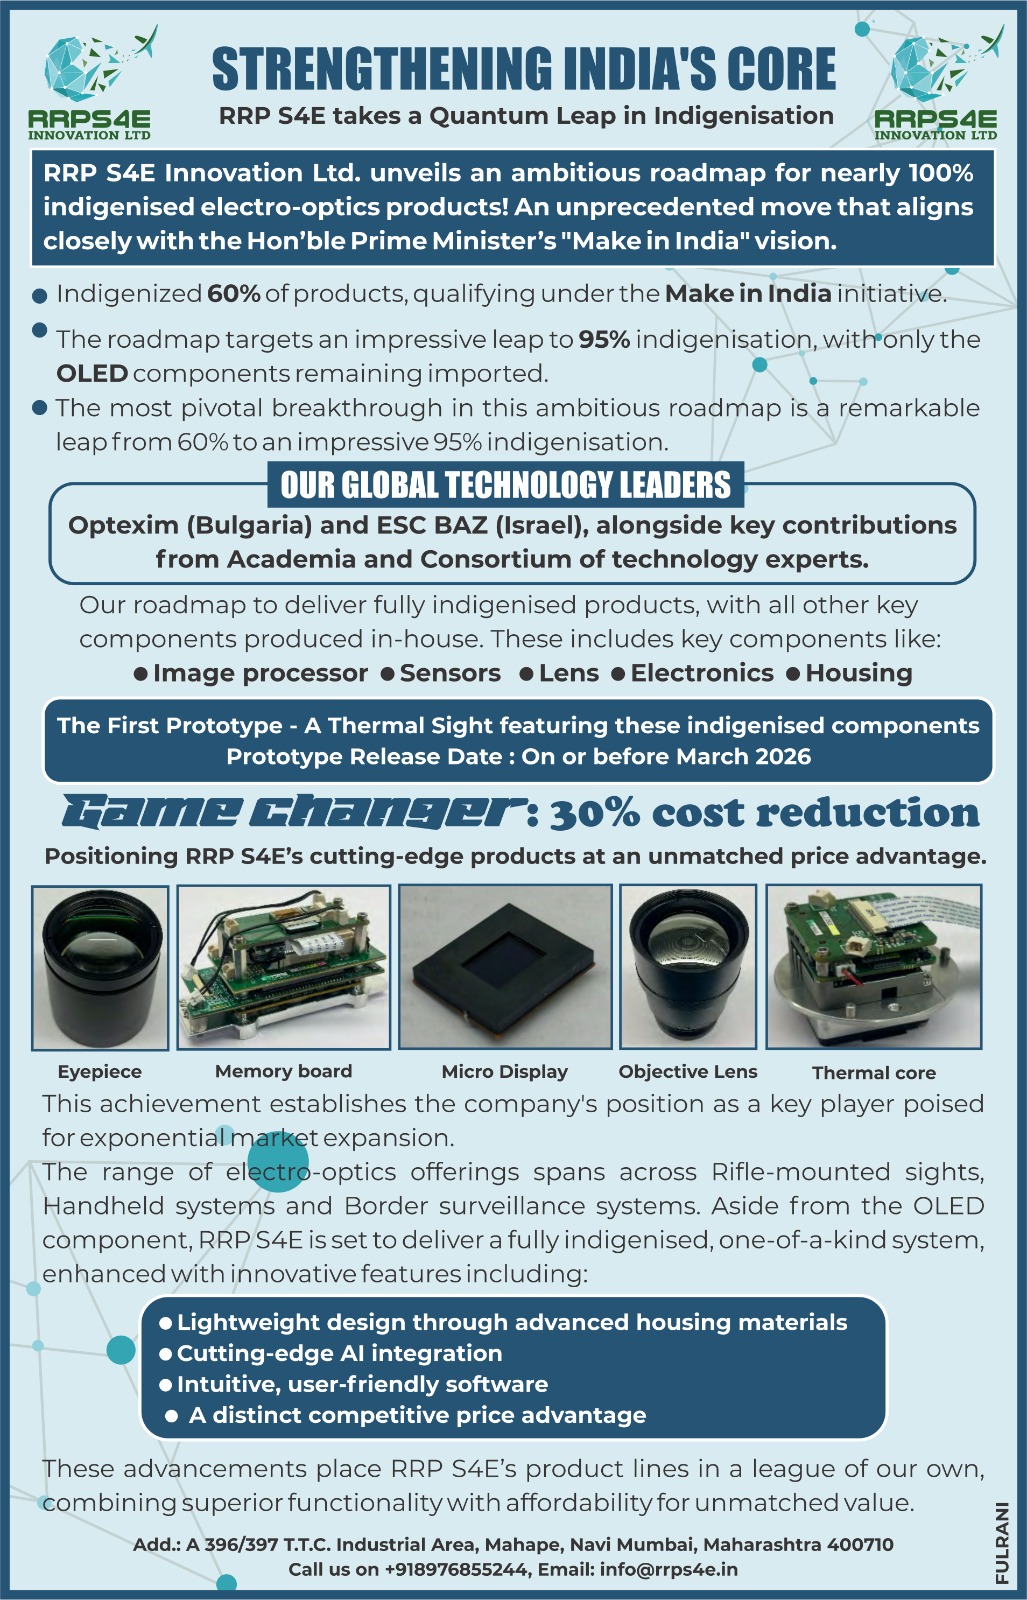 RRPS4E
INNOVATION LTD
STRENGTHENING INDIA'S CORE
RRP S4E takes a Quantum Leap in Indigenisation
RRPS4E
INNOVATION LTD
RRP S4E Innovation Ltd. unveils an ambitious roadmap for nearly 100%
indigenised electro-optics products! An unprecedented move that aligns
closely with the Hon’ble Prime Minister’s "Make in India" vision.
● Indigenized 60% of products, qualifying under the Make in India initiative.
● The roadmap targets an impressive leap to 95% indigenisation, with only the
OLED components remaining imported.
● The most pivotal breakthrough in this ambitious roadmap is a remarkable
leap from 60% to an impressive 95% indigenisation.
OUR GLOBAL TECHNOLOGY LEADERS
Optexim (Bulgaria) and ESC BAZ (Israel), alongside key contributions
from Academia and Consortium of technology experts.
Our roadmap to deliver fully indigenised products, with all other key
components produced in-house. These includes key components like:
● Image processor ● Sensors ● Lens ● Electronics ● Housing
The First Prototype - A Thermal Sight featuring these indigenised components
Prototype Release Date : On or before March 2026
Game changer: 30% cost reduction
Positioning RRP S4E’s cutting-edge products at an unmatched price advantage.
Eyepiece Memory board Micro Display Objective Lens Thermal core
This achievement establishes the company's position as a key player poised
for exponential market expansion.
The range of electro-optics offerings spans across Rifle-mounted sights,
Handheld systems and Border surveillance systems. Aside from the OLED
component, RRP S4E is set to deliver a fully indigenised, one-of-a-kind system,
enhanced with innovative features including:
● Lightweight design through advanced housing materials
● Cutting-edge AI integration
● Intuitive, user-friendly software
● A distinct competitive price advantage
These advancements place RRP S4E’s product lines in a league of our own,
combining superior functionality with affordability for unmatched value.
Add.: A 396/397 T.T.C. Industrial Area, Mahape, Navi Mumbai, Maharashtra 400710
Call us on +918976855244, Email: info@rrps4e.in
FULRANI